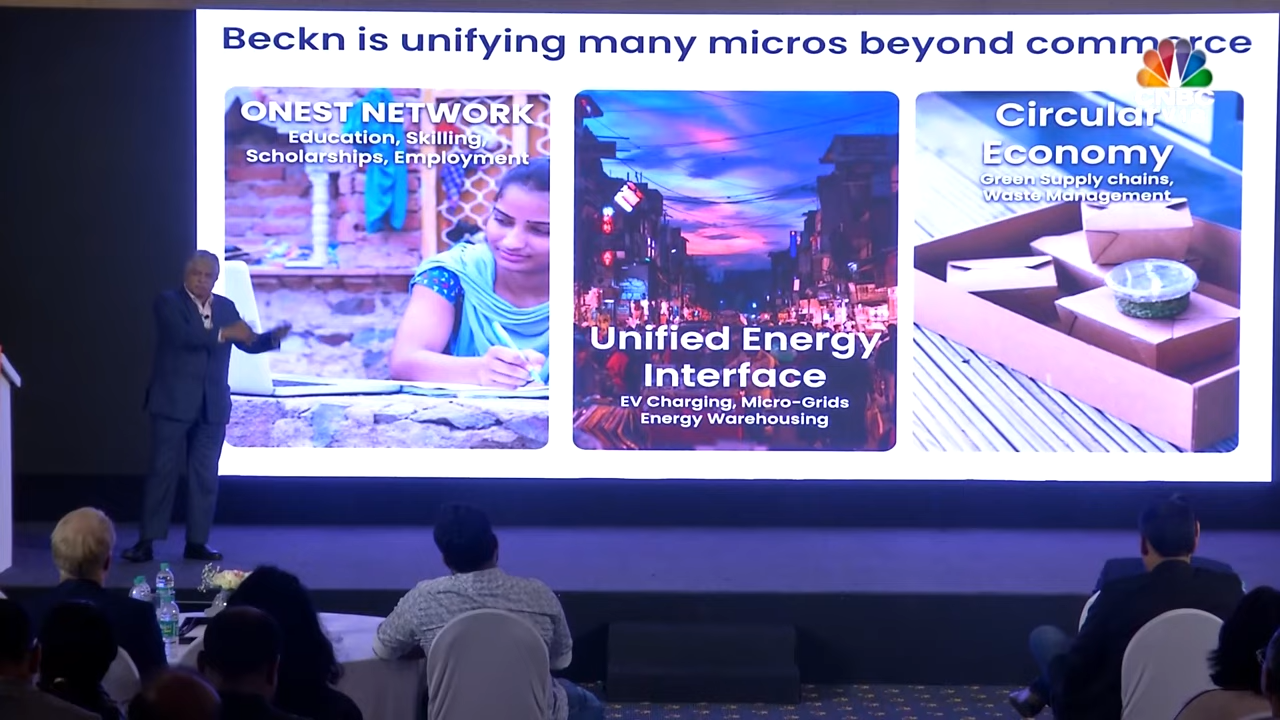 Beckn is unifying many micros beyond commerce
ONEST NETWORK
Education, Skilling,
Scholarships, Employment
Unified Energy
Interface
EV Charging, Micro-Grids
Energy Warehousing
Circular
Economy
Green Supply chains,
Waste Management
CNBC